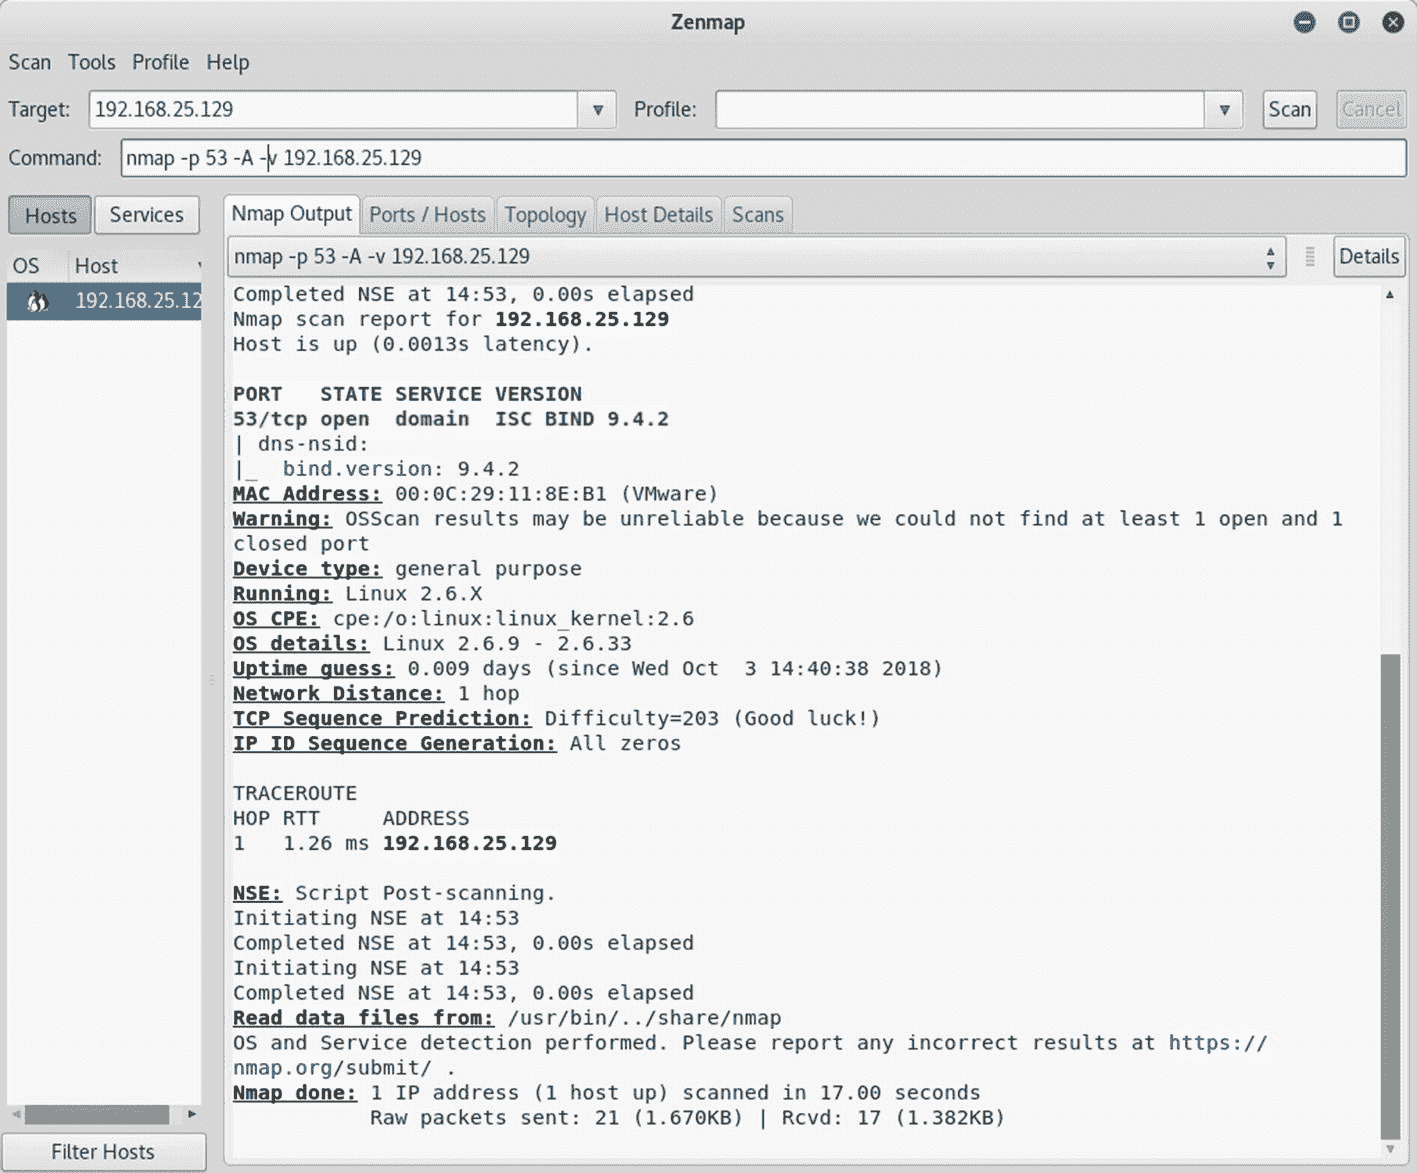 Zenmap
Scan Tools Profile Help
Target: 192.168.25.129 Profile: Scan Cancel
Command: nmap -p 53 -A -v 192.168.25.129
Hosts Services Nmap Output Ports / Hosts Topology Host Details Scans
nmap -p 53 -A -v 192.168.25.129 Details
OS Host
192.168.25.12
Completed NSE at 14:53, 0.00s elapsed
Nmap scan report for 192.168.25.129
Host is up (0.0013s latency).
PORT   STATE SERVICE VERSION
53/tcp open  domain  ISC BIND 9.4.2
| dns-nsid:
|_  bind.version: 9.4.2
MAC Address: 00:0C:29:11:8E:B1 (VMware)
Warning: OSScan results may be unreliable because we could not find at least 1 open and 1
closed port
Device type: general purpose
Running: Linux 2.6.X
OS CPE: cpe:/o:linux:linux_kernel:2.6
OS details: Linux 2.6.9 - 2.6.33
Uptime guess: 0.009 days (since Wed Oct  3 14:40:38 2018)
Network Distance: 1 hop
TCP Sequence Prediction: Difficulty=203 (Good luck!)
IP ID Sequence Generation: All zeros
TRACEROUTE
HOP RTT     ADDRESS
1   1.26 ms 192.168.25.129
NSE: Script Post-scanning.
Initiating NSE at 14:53
Completed NSE at 14:53, 0.00s elapsed
Initiating NSE at 14:53
Completed NSE at 14:53, 0.00s elapsed
Read data files from: /usr/bin/../share/nmap
OS and Service detection performed. Please report any incorrect results at https://
nmap.org/submit/ .
Nmap done: 1 IP address (1 host up) scanned in 17.00 seconds
Raw packets sent: 21 (1.670KB) | Rcvd: 17 (1.382KB)
Filter Hosts